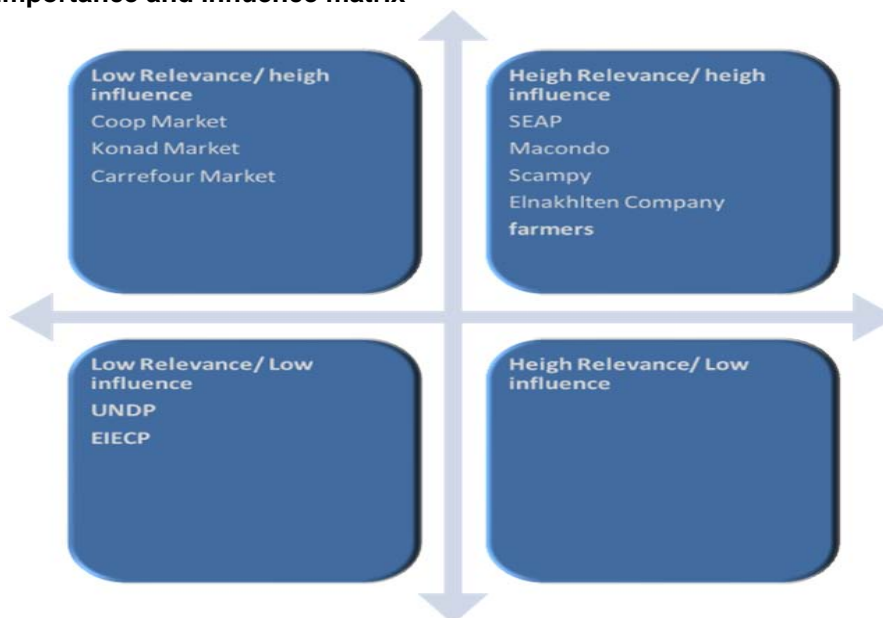 importance and influence matrix
Low Relevance/ heigh
influence
Coop Market
Konad Market
Carrefour Market
Heigh Relevance/ heigh
influence
SEAP
Macondo
Scampy
Elnakhlten Company
farmers
Low Relevance/ Low
influence
UNDP
EIECP
Heigh Relevance/ Low
influence